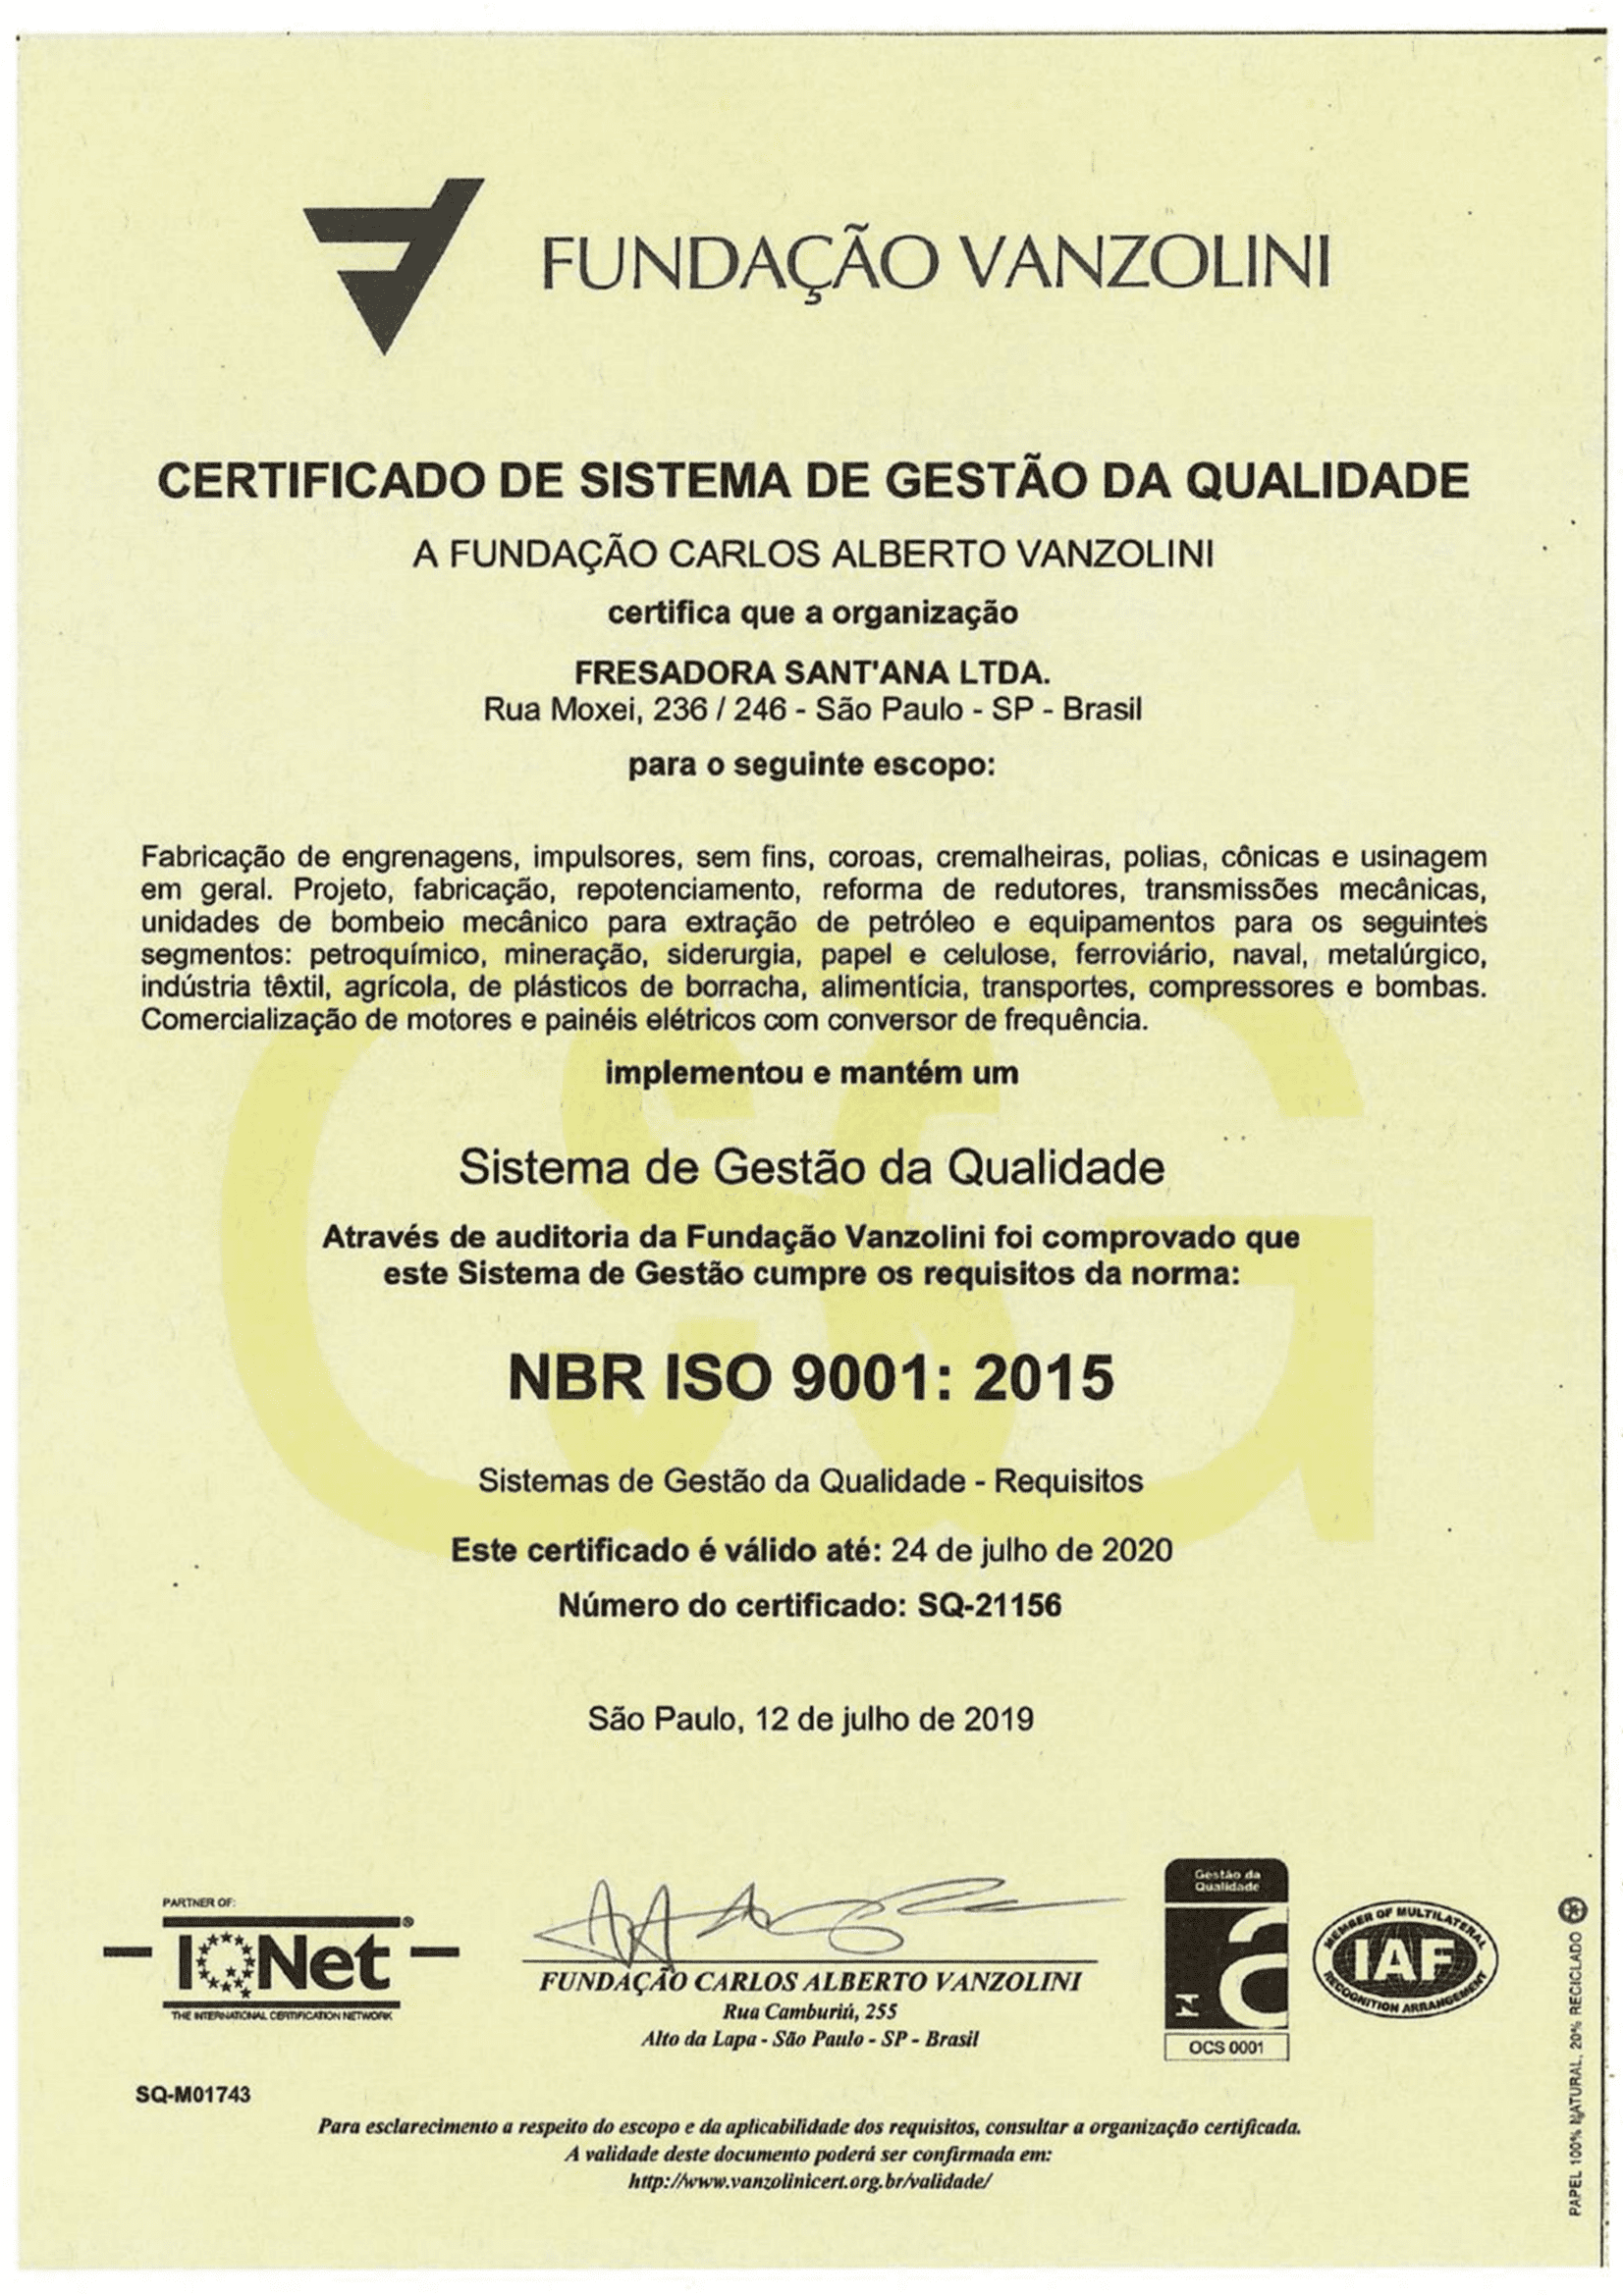 FUNDAÇÃO VANZOLINI
CERTIFICADO DE SISTEMA DE GESTÃO DA QUALIDADE
A FUNDAÇÃO CARLOS ALBERTO VANZOLINI
certifica que a organização
FRESADORA SANT'ANA LTDA.
Rua Moxei, 236 / 246 - São Paulo - SP - Brasil
para o seguinte escopo:
Fabricação de engrenagens, impulsores, sem fins, coroas, cremalheiras, polias, cônicas e usinagem
em geral. Projeto, fabricação, repotenciamento, reforma de redutores, transmissões mecânicas,
unidades de bombeio mecânico para extração de petróleo e equipamentos para os seguintes
segmentos: petroquímico, mineração, siderurgia, papel e celulose, ferroviário, naval, metalúrgico,
indústria têxtil, agrícola, de plásticos de borracha, alimentícia, transportes, compressores e bombas.
Comercialização de motores e painéis elétricos com conversor de frequência.
implementou e mantém um
Sistema de Gestão da Qualidade
Através de auditoria da Fundação Vanzolini foi comprovado que
este Sistema de Gestão cumpre os requisitos da norma:
NBR ISO 9001: 2015
Sistemas de Gestão da Qualidade - Requisitos
Este certificado é válido até: 24 de julho de 2020
Número do certificado: SQ-21156
São Paulo, 12 de julho de 2019
PARTNER OF:
IQNet®
THE INTERNATIONAL CERTIFICATION NETWORK
FUNDAÇÃO CARLOS ALBERTO VANZOLINI
Rua Camburiú, 255
Alto da Lapa - São Paulo - SP - Brasil
Gestão da
Qualidade
OCS 0001
MEMBER OF MULTILATERAL
IAF
RECOGNITION ARRANGEMENT
PAPEL 100% NATURAL, 20% RECICLADO
SQ-M01743
Para esclarecimento a respeito do escopo e da aplicabilidade dos requisitos, consultar a organização certificada.
A validade deste documento poderá ser confirmada em:
http://www.vanzolinicert.org.br/validade/